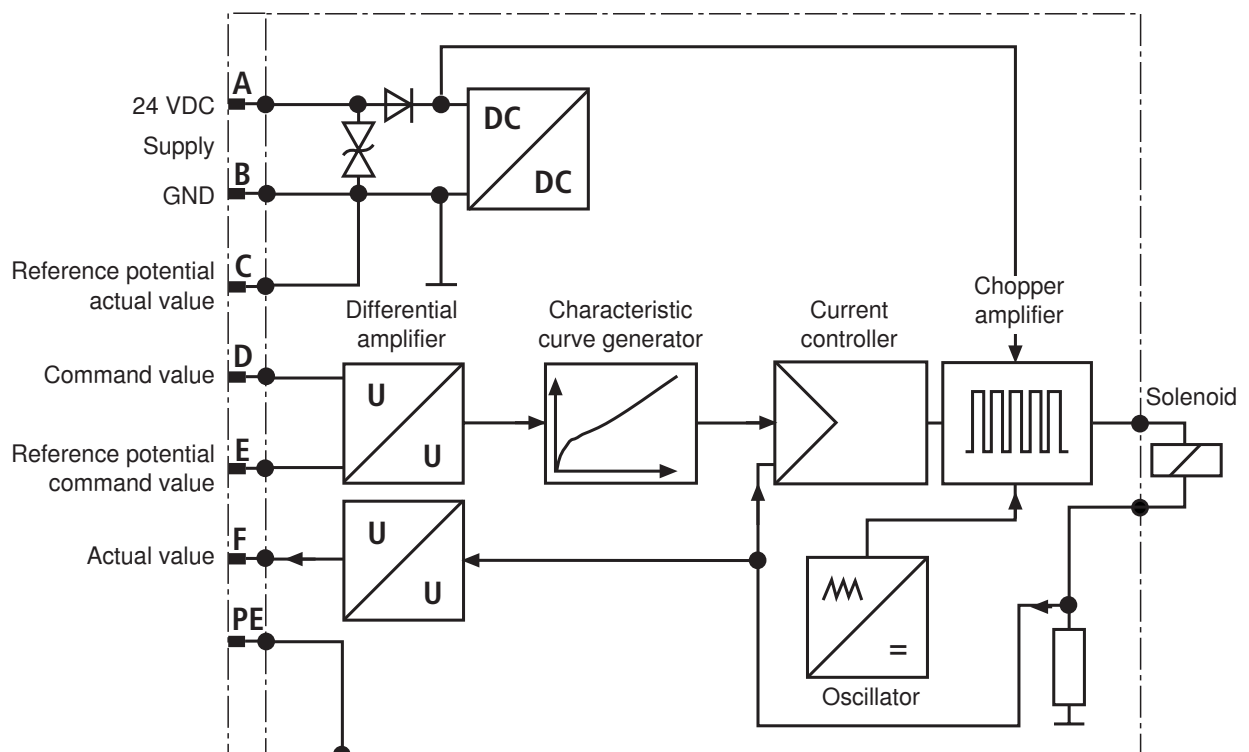 A
24 VDC
Supply
B
GND
DC
DC
C
Reference potential
actual value
Differential
amplifier
Characteristic
curve generator
Current
controller
Chopper
amplifier
D
Command value
U
U
Solenoid
E
Reference potential
command value
F
Actual value
U
U
=
Oscillator
PE